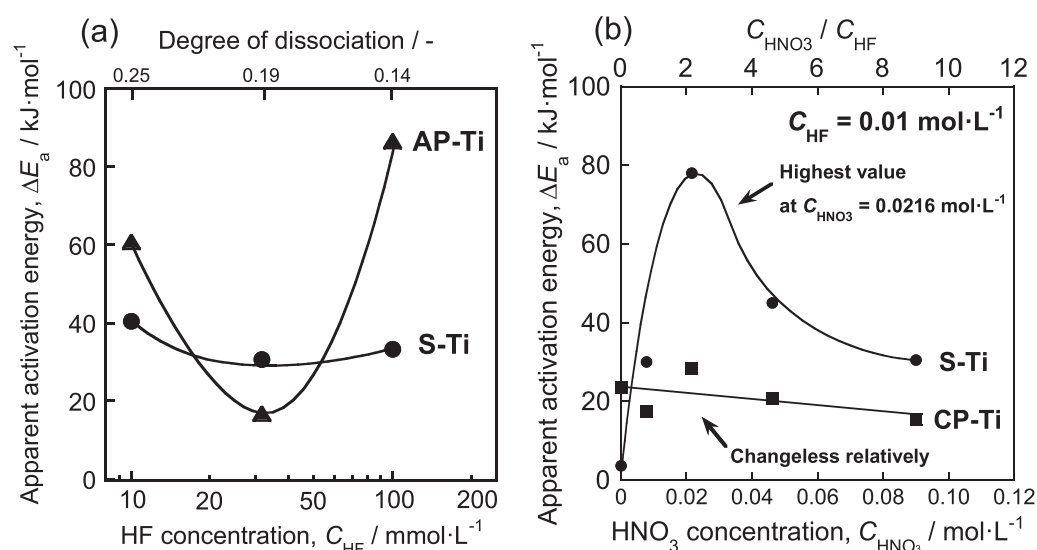 (a)
Degree of dissociation / -
0.25 0.19 0.14
Apparent activation energy, ΔEa / kJ·mol-1
100
80
60
40
20
0
AP-Ti
S-Ti
10 20 50 100 200
HF concentration, CHF / mmol·L-1
(b)
CHNO3 / CHF
0 2 4 6 8 10 12
Apparent activation energy, ΔEa / kJ·mol-1
100
80
60
40
20
0
CHF = 0.01 mol·L-1
Highest value
at CHNO3 = 0.0216 mol·L-1
S-Ti
CP-Ti
Changeless relatively
0 0.02 0.04 0.06 0.08 0.1 0.12
HNO3 concentration, CHNO3 / mol·L-1